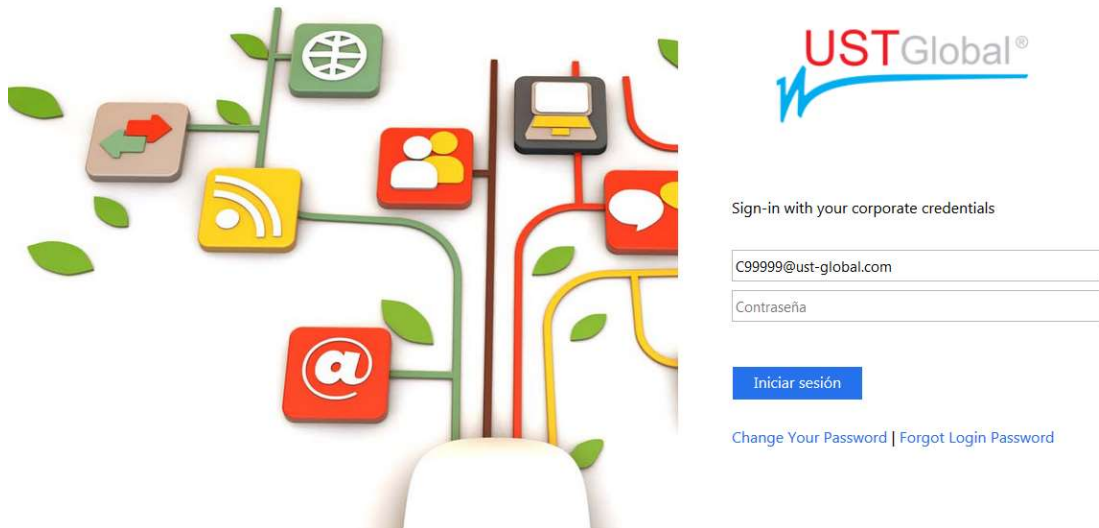 USTGlobal®
Sign-in with your corporate credentials
C99999@ust-global.com
Contraseña
Iniciar sesión
Change Your Password | Forgot Login Password
@